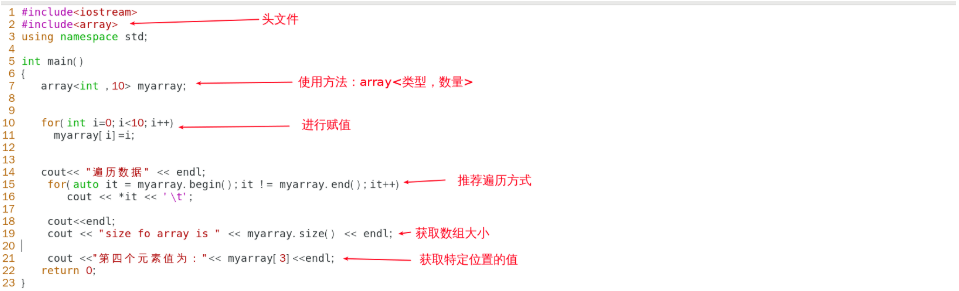 1 #include<iostream>
2 #include<array> 头文件
3 using namespace std;
4
5 int main()
6 {
7 array<int ,10> myarray; 使用方法：array<类型，数量>
8
9
10 for(int i=0;i<10;i++) 进行赋值
11 myarray[i]=i;
12
13
14 cout<< "遍历数据" << endl;
15 for(auto it = myarray.begin();it != myarray.end();it++) 推荐遍历方式
16 cout << *it << '\t';
17
18 cout<<endl;
19 cout << "size fo array is " << myarray.size() << endl; 获取数组大小
20
21 cout <<"第四个元素值为："<< myarray[3]<<endl; 获取特定位置的值
22 return 0;
23 }